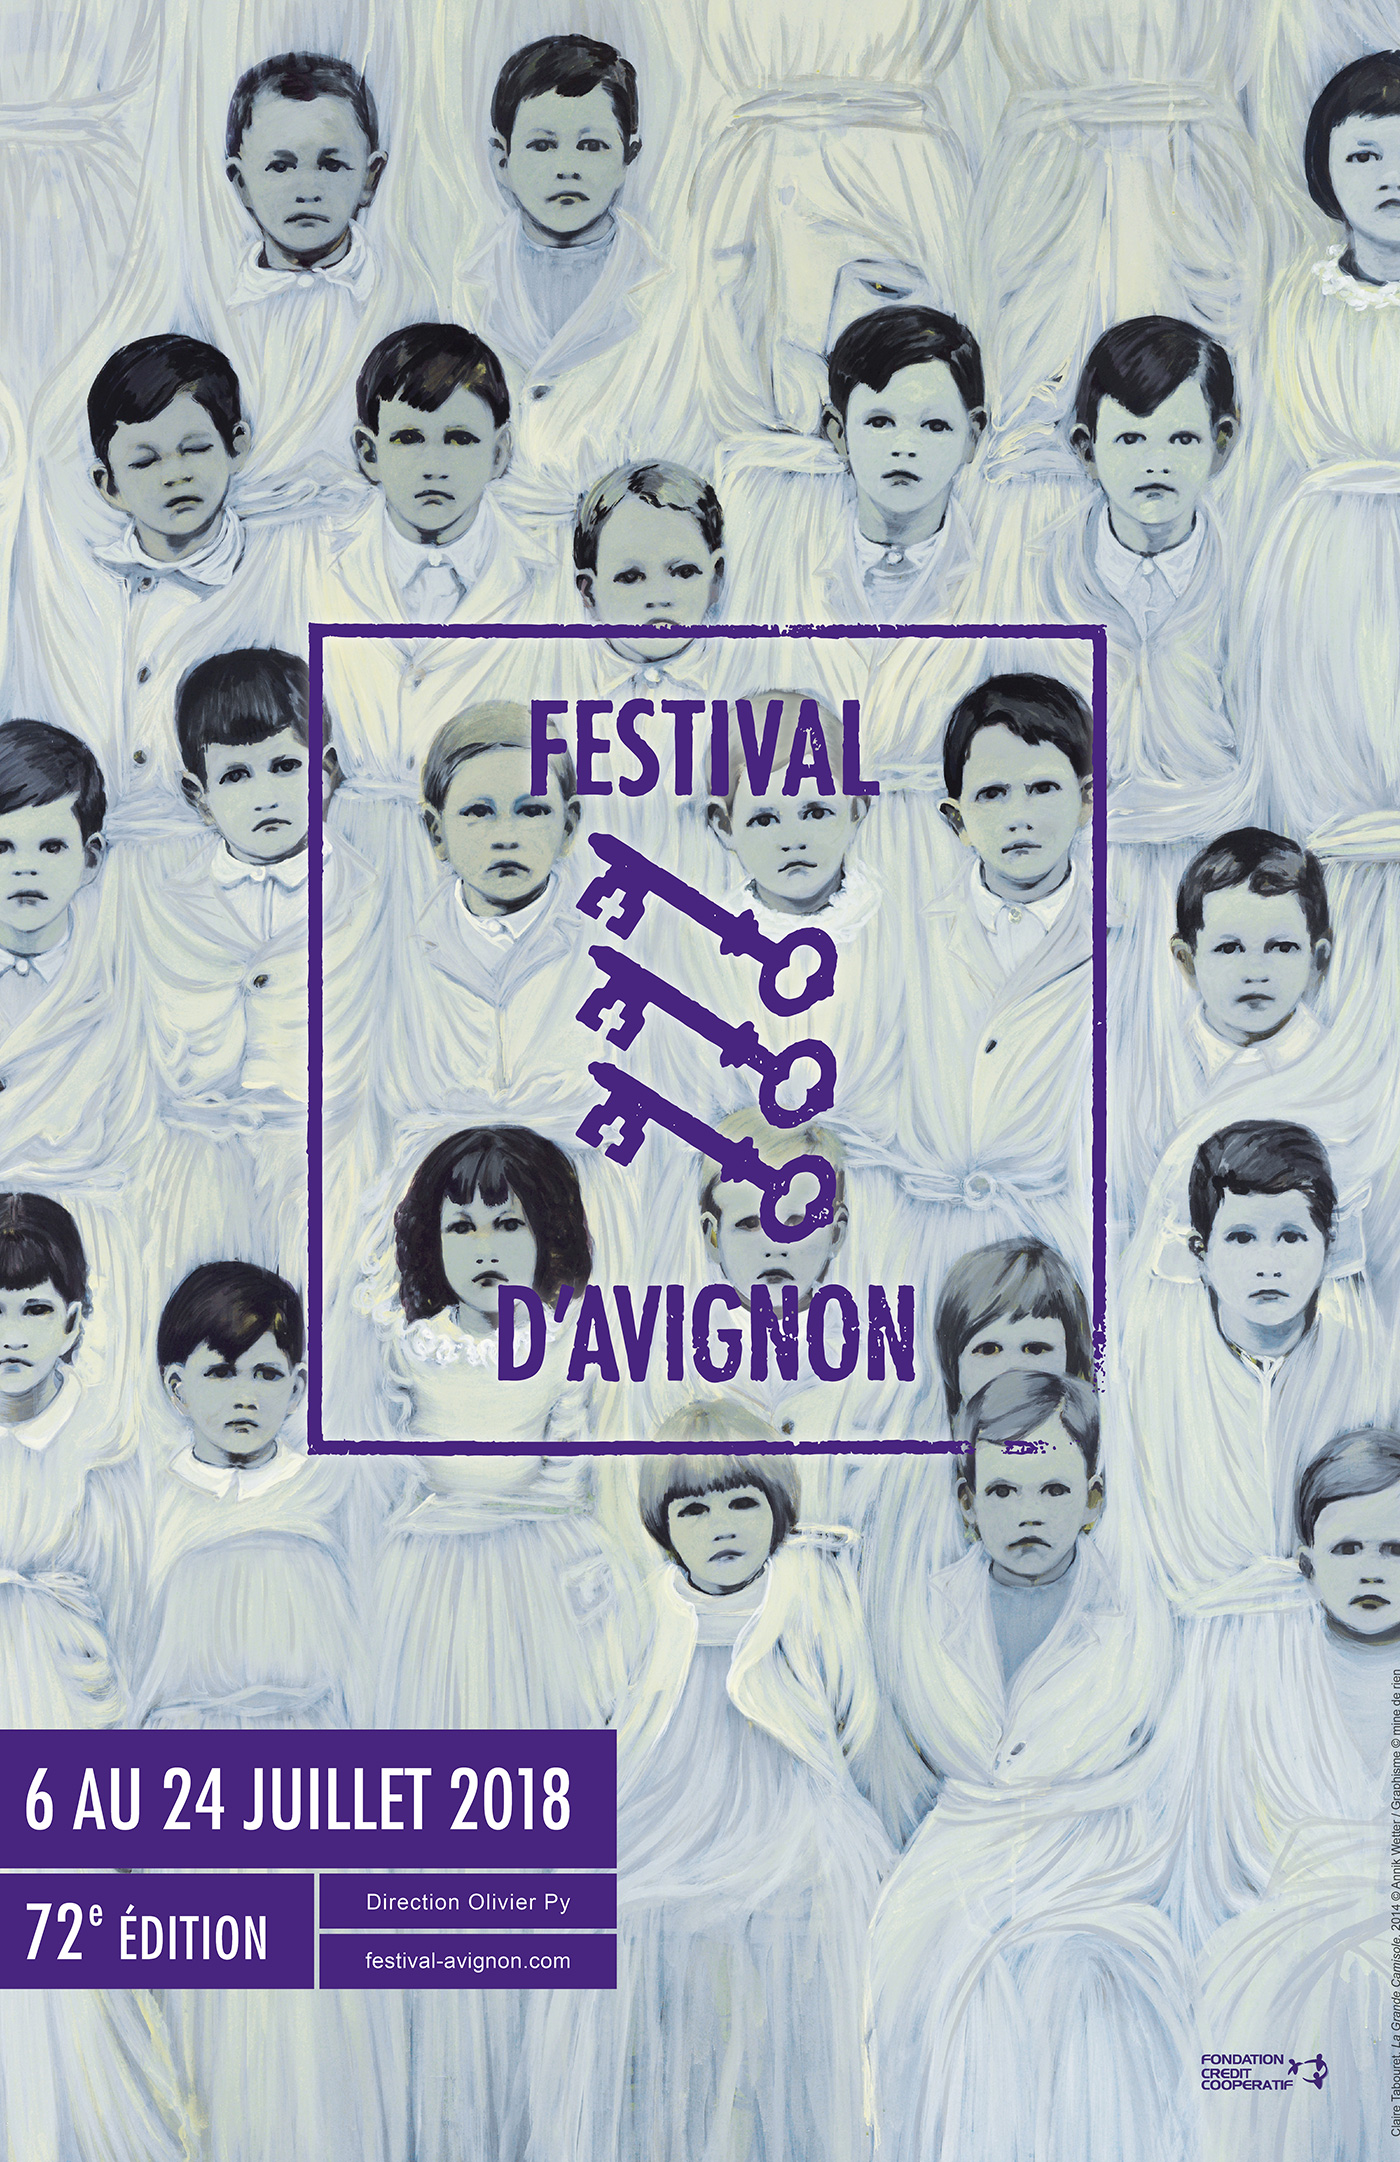 FESTIVAL
D'AVIGNON
6 AU 24 JUILLET 2018
72e ÉDITION
Direction Olivier Py
festival-avignon.com
FONDATION
CREDIT
COOPERATIF
Claire Tabouret, La Grande Camisole, 2014 © Annik Wetter / Graphisme © mine de rien